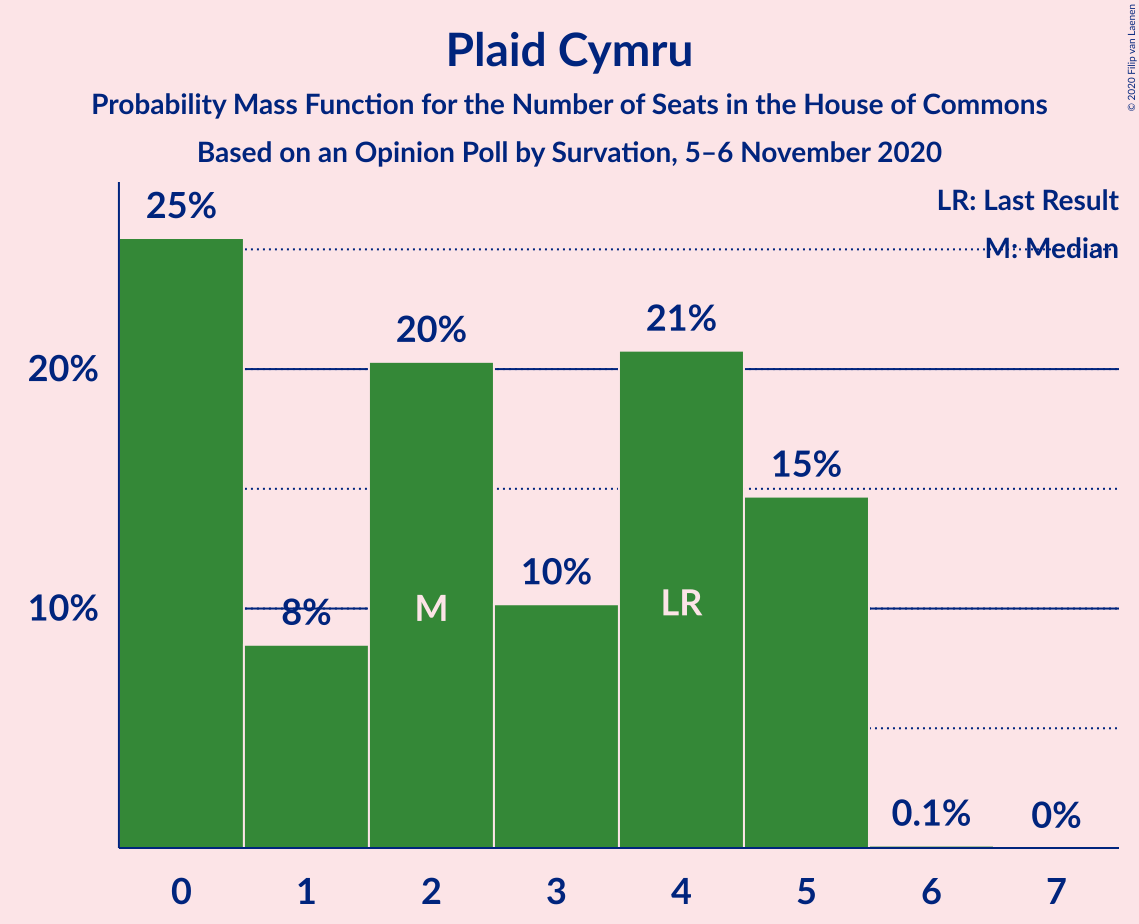 Plaid Cymru
Probability Mass Function for the Number of Seats in the House of Commons
Based on an Opinion Poll by Survation, 5–6 November 2020
© 2020 Filip van Laenen
LR: Last Result
M: Median
25%
8%
20%
10%
21%
15%
0.1%
0%
M
LR
20%
10%
0 1 2 3 4 5 6 7